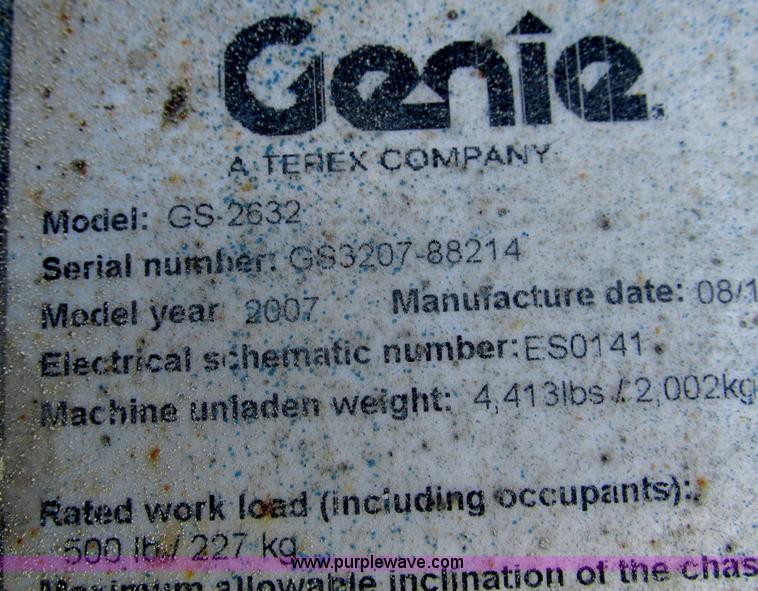 Genie.
A TEREX COMPANY
Model: GS-2632
Serial number: GS3207-88214
Model year 2007 Manufacture date: 08/1
Electrical schematic number: ES0141
Machine unladen weight: 4,413lbs / 2,002kg
Rated work load (including occupants):
500 lb / 227 kg
www.purplewave.com
Maximum allowable inclination of the chas